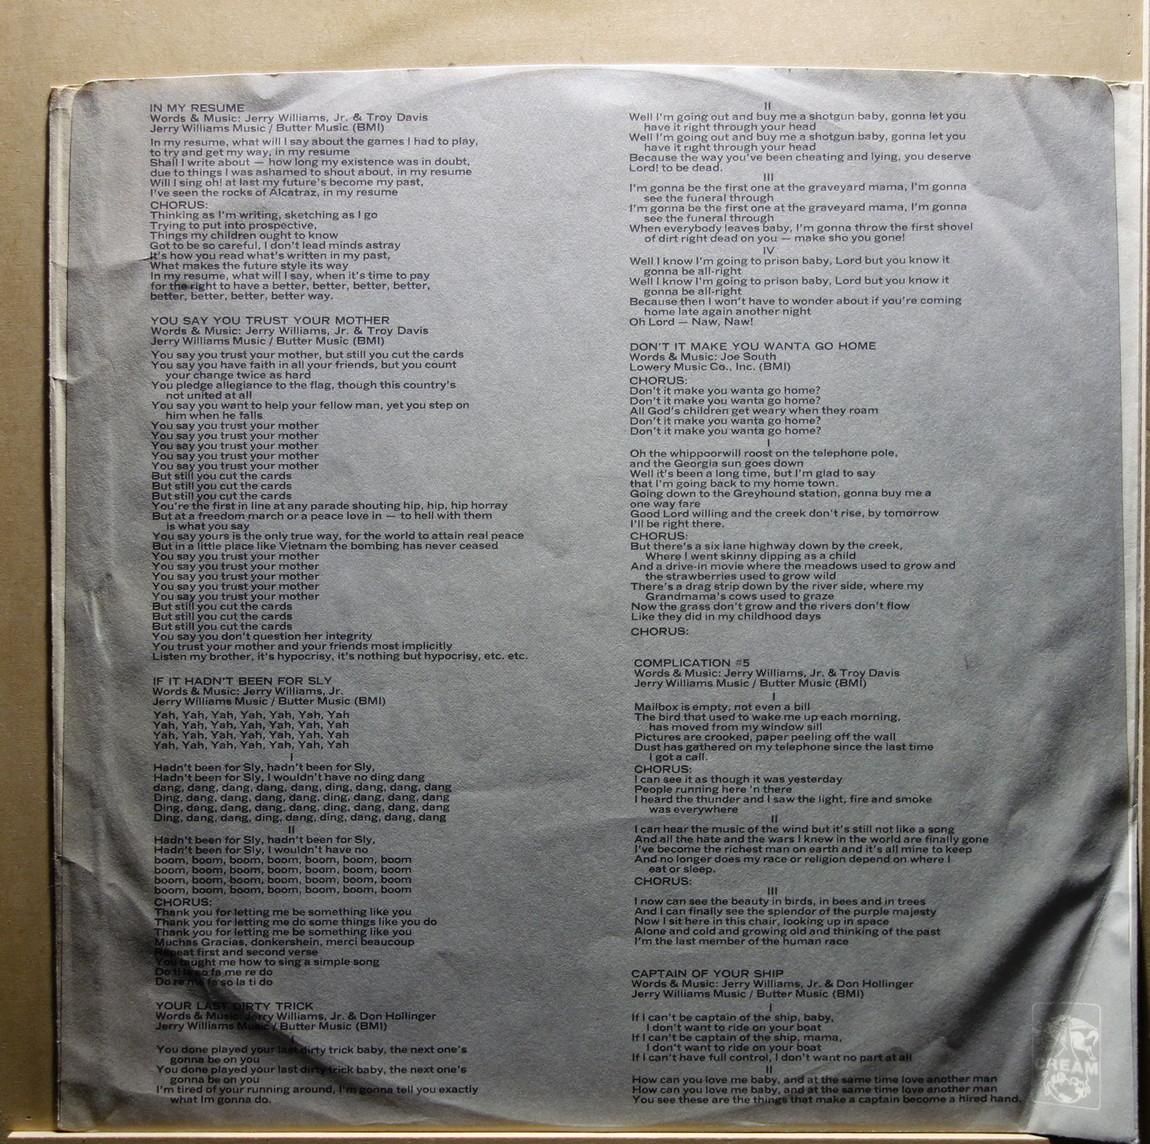 IN MY RESUME
Words & Music: Jerry Williams, Jr. & Troy Davis
Jerry Williams Music / Butter Music (BMI)
In my resume, what will I say about the games I had to play,
to try and get my way, in my resume
Shall I write about — how long my existence was in doubt,
due to things I was ashamed to shout about, in my resume
Will I sing oh! at last my future's become my past,
I've seen the rocks of Alcatraz, in my resume
CHORUS:
Thinking as I'm writing, sketching as I go
Trying to put into prospective,
Things my children ought to know
Got to be so careful, I don't lead minds astray
It's how you read what's written in my past,
What makes the future style its way
In my resume, what will I say, when it's time to pay
for the right to have a better, better, better, better,
better, better, better, better way.
YOU SAY YOU TRUST YOUR MOTHER
Words & Music: Jerry Williams, Jr. & Troy Davis
Jerry Williams Music / Butter Music (BMI)
You say you trust your mother, but still you cut the cards
You say you have faith in all your friends, but you count
your change twice as hard
You pledge allegiance to the flag, though this country's
not united at all
You say you want to help your fellow man, yet you step on
him when he falls
You say you trust your mother
You say you trust your mother
You say you trust your mother
You say you trust your mother
You say you trust your mother
But still you cut the cards
But still you cut the cards
But still you cut the cards
You're the first in line at any parade shouting hip, hip, hip horray
But at a freedom march or a peace love in — to hell with them
is what you say
You say yours is the only true way, for the world to attain real peace
But in a little place like Vietnam the bombing has never ceased
You say you trust your mother
You say you trust your mother
You say you trust your mother
You say you trust your mother
You say you trust your mother
But still you cut the cards
But still you cut the cards
But still you cut the cards
You say you don't question her integrity
You trust your mother and your friends most implicitly
Listen my brother, it's hypocrisy, it's nothing but hypocrisy, etc. etc.
IF IT HADN'T BEEN FOR SLY
Words & Music: Jerry Williams, Jr.
Jerry Williams Music / Butter Music (BMI)
Yah, Yah, Yah, Yah, Yah, Yah, Yah
Yah, Yah, Yah, Yah, Yah, Yah, Yah
Yah, Yah, Yah, Yah, Yah, Yah, Yah
Yah, Yah, Yah, Yah, Yah, Yah, Yah
I
Hadn't been for Sly, hadn't been for Sly,
Hadn't been for Sly, I wouldn't have no ding dang
dang, dang, dang, dang, dang, ding, dang, dang, dang
Ding, dang, dang, dang, dang, ding, dang, dang, dang
Ding, dang, dang, dang, dang, ding, dang, dang, dang
Ding, dang, dang, ding, dang, ding, dang, dang, dang
II
Hadn't been for Sly, hadn't been for Sly,
Hadn't been for Sly, I wouldn't have no
boom, boom, boom, boom, boom, boom, boom
boom, boom, boom, boom, boom, boom, boom
boom, boom, boom, boom, boom, boom, boom
boom, boom, boom, boom, boom, boom, boom
CHORUS:
Thank you for letting me be something like you
Thank you for letting me do some things like you do
Thank you for letting me be something like you
Muchas Gracias, donkershein, merci beaucoup
Repeat first and second verse
You taught me how to sing a simple song
Do ti la so fa me re do
Do re me fa so la ti do
YOUR LAST DIRTY TRICK
Words & Music: Jerry Williams, Jr. & Don Hollinger
Jerry Williams Music / Butter Music (BMI)
You done played your last dirty trick baby, the next one's
gonna be on you
You done played your last dirty trick baby, the next one's
gonna be on you
I'm tired of your running around, I'm gonna tell you exactly
what Im gonna do.
II
Well I'm going out and buy me a shotgun baby, gonna let you
have it right through your head
Well I'm going out and buy me a shotgun baby, gonna let you
have it right through your head
Because the way you've been cheating and lying, you deserve
Lord! to be dead.
III
I'm gonna be the first one at the graveyard mama, I'm gonna
see the funeral through
I'm gonna be the first one at the graveyard mama, I'm gonna
see the funeral through
When everybody leaves baby, I'm gonna throw the first shovel
of dirt right dead on you — make sho you gone!
IV
Well I know I'm going to prison baby, Lord but you know it
gonna be all-right
Well I know I'm going to prison baby, Lord but you know it
gonna be all-right
Because then I won't have to wonder about if you're coming
home late again another night
Oh Lord — Naw, Naw!
DON'T IT MAKE YOU WANTA GO HOME
Words & Music: Joe South
Lowery Music Co., Inc. (BMI)
CHORUS:
Don't it make you wanta go home?
Don't it make you wanta go home?
All God's children get weary when they roam
Don't it make you wanta go home?
Don't it make you wanta go home?
I
Oh the whippoorwill roost on the telephone pole,
and the Georgia sun goes down
Well it's been a long time, but I'm glad to say
that I'm going back to my home town.
Going down to the Greyhound station, gonna buy me a
one way fare
Good Lord willing and the creek don't rise, by tomorrow
I'll be right there.
CHORUS:
But there's a six lane highway down by the creek,
Where I went skinny dipping as a child
And a drive-in movie where the meadows used to grow and
the strawberries used to grow wild
There's a drag strip down by the river side, where my
Grandmama's cows used to graze
Now the grass don't grow and the rivers don't flow
Like they did in my childhood days
CHORUS:
COMPLICATION #5
Words & Music: Jerry Williams, Jr. & Troy Davis
Jerry Williams Music / Butter Music (BMI)
I
Mailbox is empty, not even a bill
The bird that used to wake me up each morning,
has moved from my window sill
Pictures are crooked, paper peeling off the wall
Dust has gathered on my telephone since the last time
I got a call.
CHORUS:
I can see it as though it was yesterday
People running here 'n there
I heard the thunder and I saw the light, fire and smoke
was everywhere
II
I can hear the music of the wind but it's still not like a song
And all the hate and the wars I knew in the world are finally gone
I've become the richest man on earth and it's all mine to keep
And no longer does my race or religion depend on where I
eat or sleep.
CHORUS:
III
I now can see the beauty in birds, in bees and in trees
And I can finally see the splendor of the purple majesty
Now I sit here in this chair, looking up in space
Alone and cold and growing old and thinking of the past
I'm the last member of the human race
CAPTAIN OF YOUR SHIP
Words & Music: Jerry Williams, Jr. & Don Hollinger
Jerry Williams Music / Butter Music (BMI)
I
If I can't be captain of the ship, baby,
I don't want to ride on your boat
If I can't be captain of the ship, mama,
I don't want to ride on your boat
If I can't have full control, I don't want no part at all
II
How can you love me baby, and at the same time love another man
How can you love me baby, and at the same time love another man
You see these are the things that make a captain become a hired hand.
CREAM